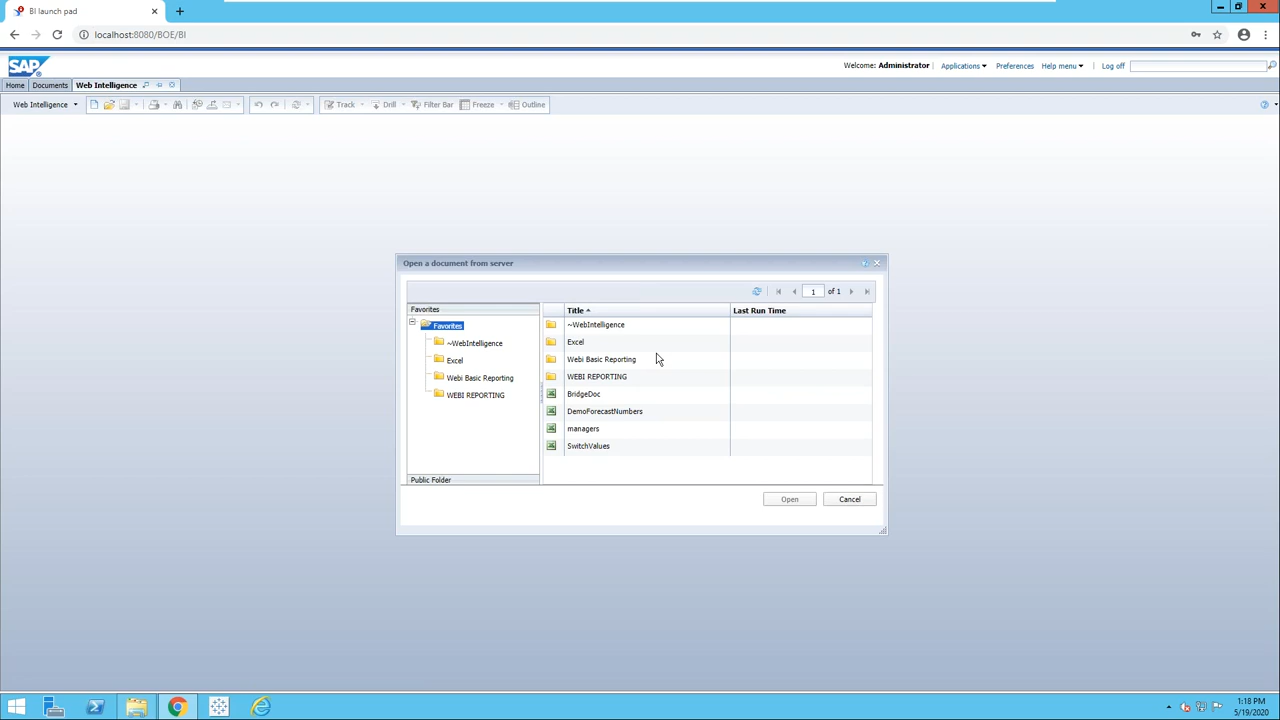 BI launch pad
localhost:8080/BOE/BI
SAP
Welcome: Administrator Applications Preferences Help menu Log off
Home Documents Web Intelligence
Web Intelligence Track Drill Filter Bar Freeze Outline
Open a document from server
1 of 1
Favorites Title Last Run Time
Favorites
~WebIntelligence
Excel
Webi Basic Reporting
WEBI REPORTING
~WebIntelligence
Excel
Webi Basic Reporting
WEBI REPORTING
BridgeDoc
DemoForecastNumbers
managers
SwitchValues
Public Folder
Open Cancel
1:18 PM
5/19/2020